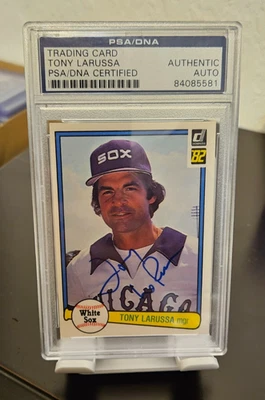 PSA/DNA
TRADING CARD
TONY LARUSSA
PSA/DNA CERTIFIED
AUTHENTIC
AUTO
84085581
SOX
'82
CHICAGO
White
Sox
TONY LARUSSA mgr